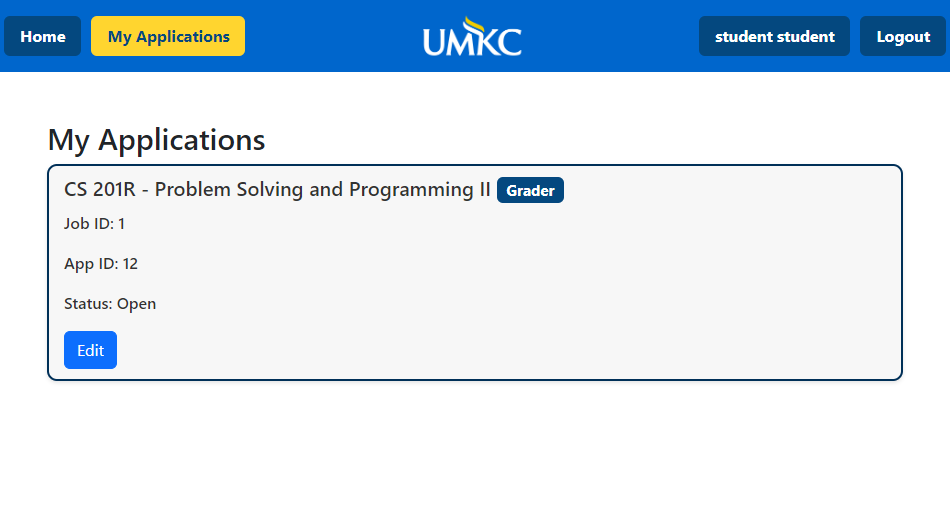 Home
My Applications
UMKC
student student
Logout
My Applications
CS 201R - Problem Solving and Programming II Grader
Job ID: 1
App ID: 12
Status: Open
Edit